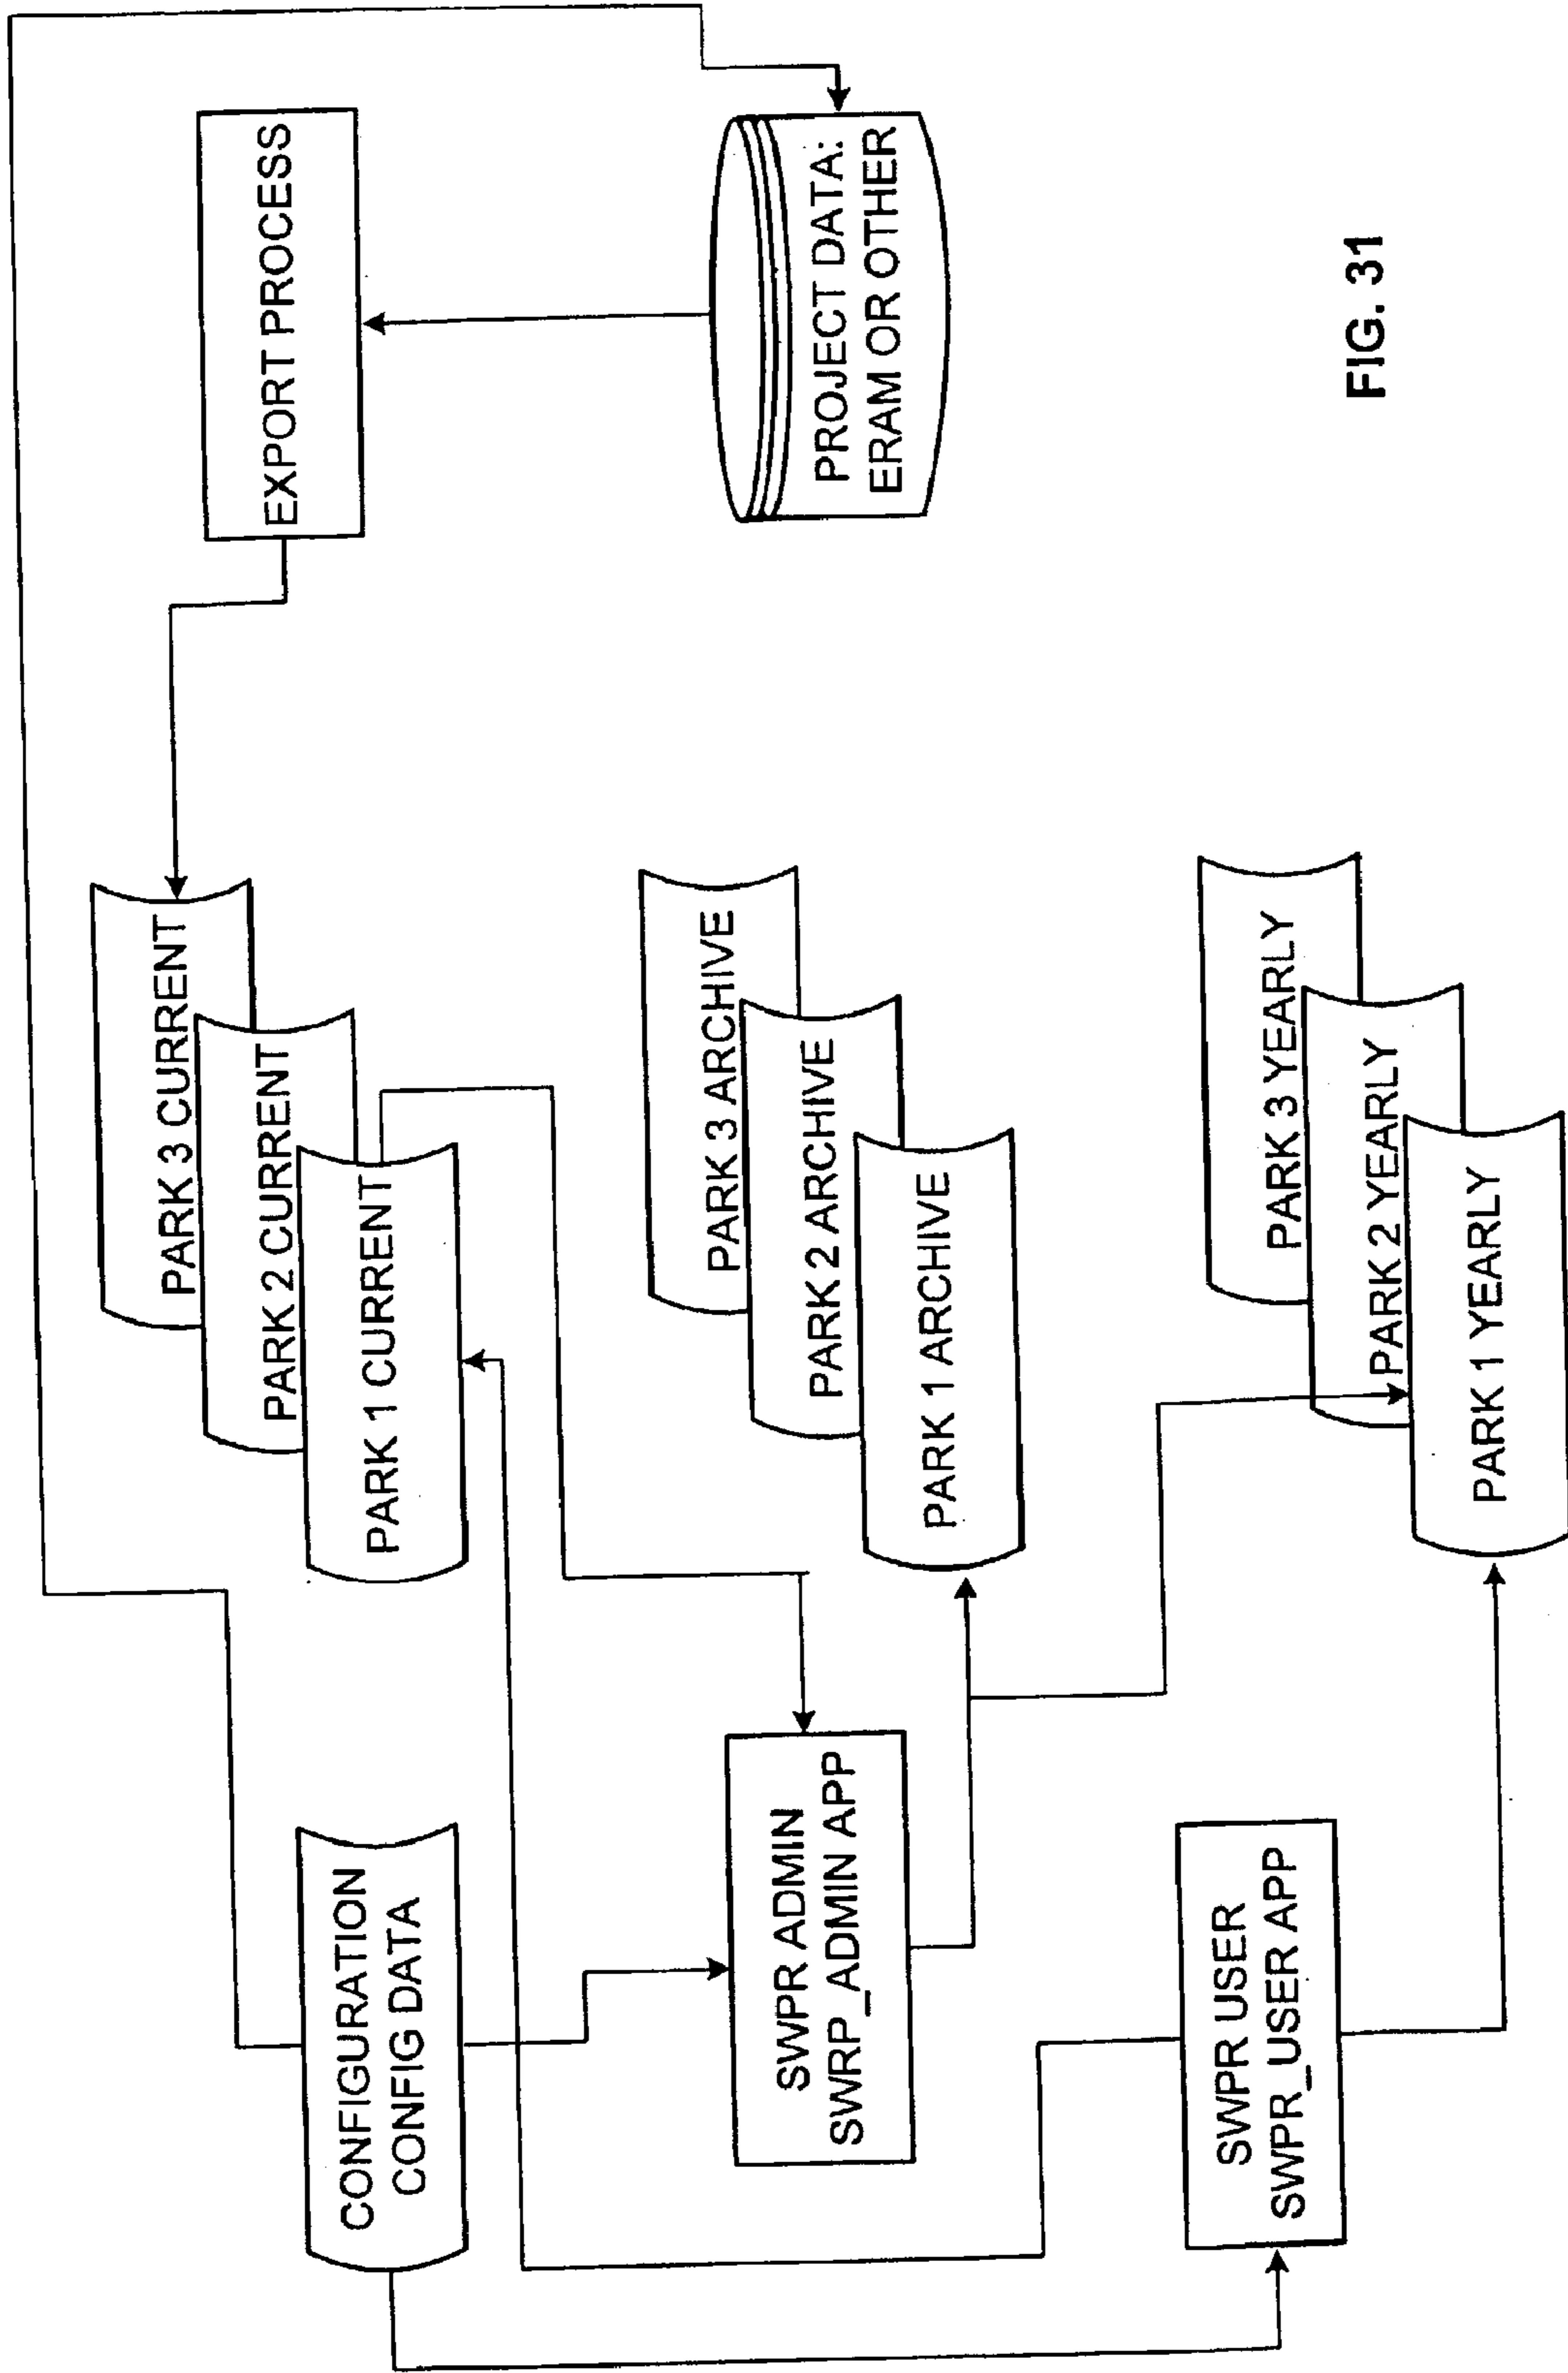 CONFIGURATION
CONFIG DATA
PARK 3 CURRENT
PARK 2 CURRENT
PARK 1 CURRENT
EXPORT PROCESS
SWPR ADMIN
SWRP_ADMIN APP
PARK 3 ARCHIVE
PARK 2 ARCHIVE
PARK 1 ARCHIVE
PROJECT DATA:
ERAM OR OTHER
SWPR USER
SWPR_USER APP
PARK 3 YEARLY
PARK 2 YEARLY
PARK 1 YEARLY
FIG. 31